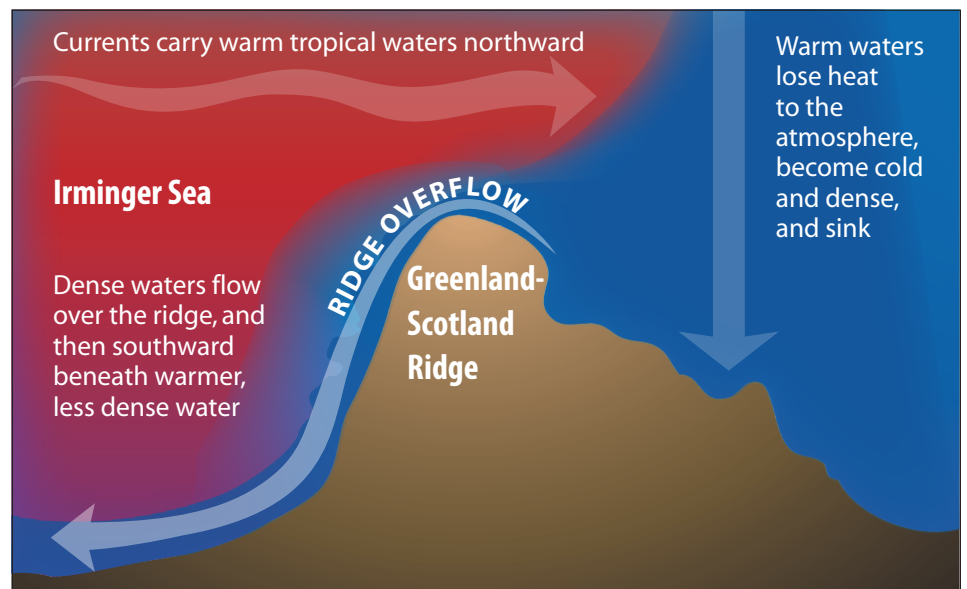 Currents carry warm tropical waters northward
Warm waters
lose heat
to the
atmosphere,
become cold
and dense,
and sink
Irminger Sea
RIDGE OVERFLOW
Greenland-
Scotland
Ridge
Dense waters flow
over the ridge, and
then southward
beneath warmer,
less dense water